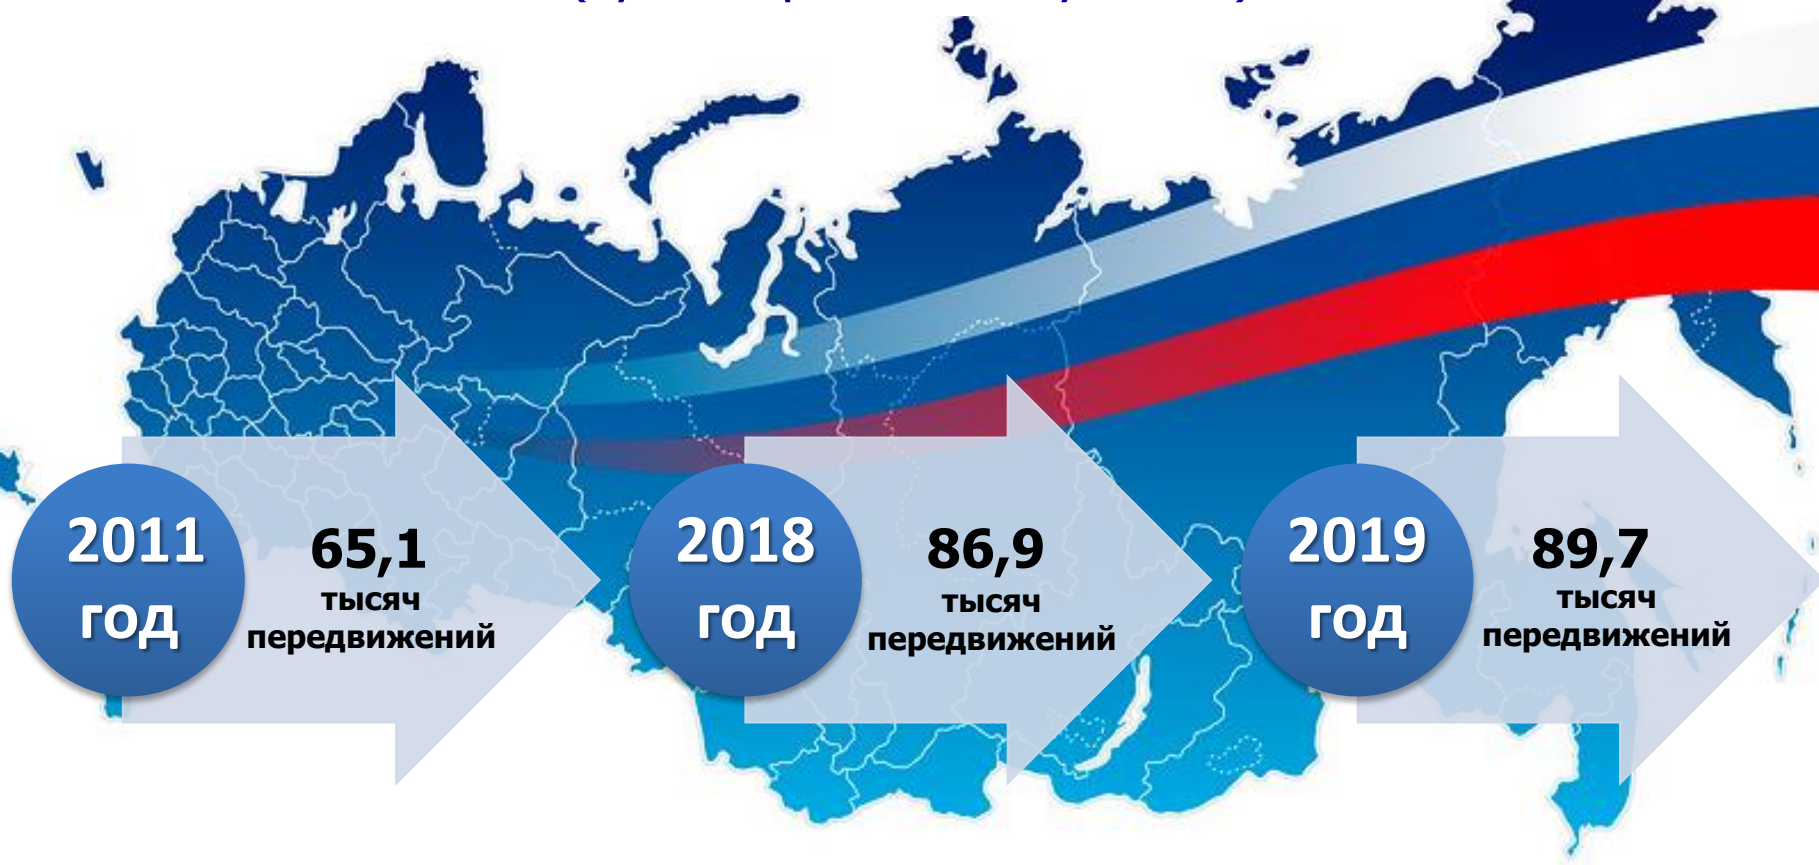 2011
год
65,1
тысяч
передвижений
2018
год
86,9
тысяч
передвижений
2019
год
89,7
тысяч
передвижений